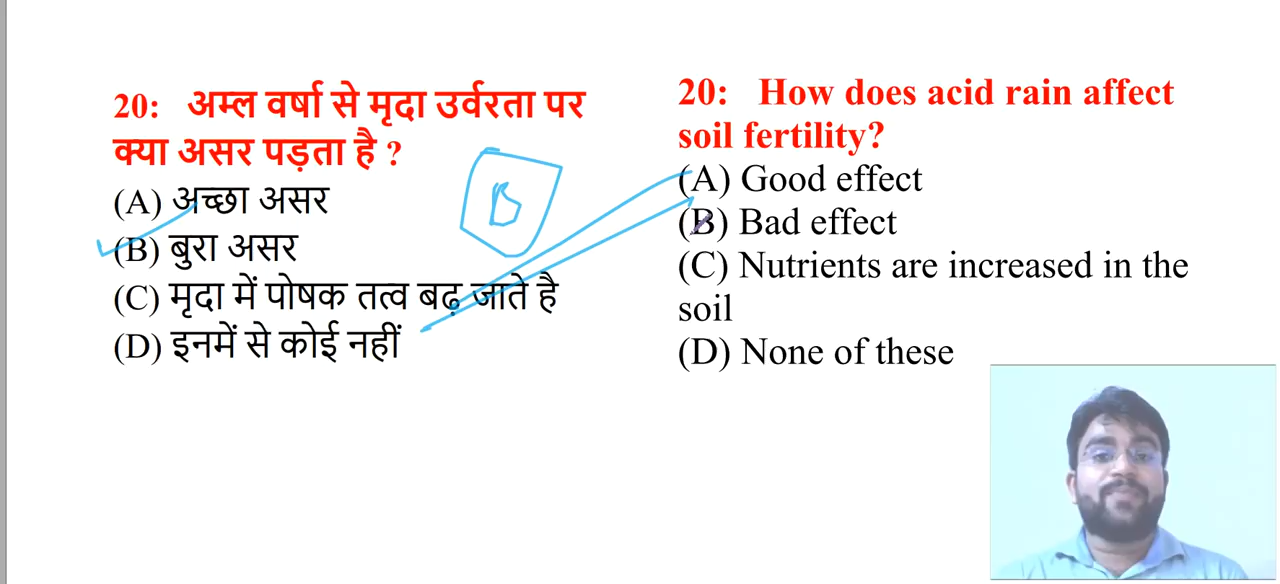 20: अम्ल वर्षा से मृदा उर्वरता पर
क्या असर पड़ता है ?
(A) अच्छा असर
(B) बुरा असर
(C) मृदा में पोषक तत्व बढ़ जाते है
(D) इनमें से कोई नहीं
B
20: How does acid rain affect
soil fertility?
(A) Good effect
(B) Bad effect
(C) Nutrients are increased in the
soil
(D) None of these